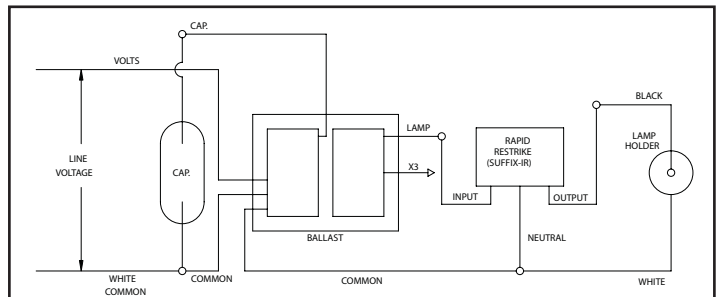 CAP.
VOLTS
LINE
VOLTAGE
CAP.
LAMP
X3
BALLAST
INPUT
RAPID
RESTRIKE
(SUFFIX-IR)
OUTPUT
BLACK
LAMP
HOLDER
NEUTRAL
WHITE
COMMON
COMMON
COMMON
WHITE